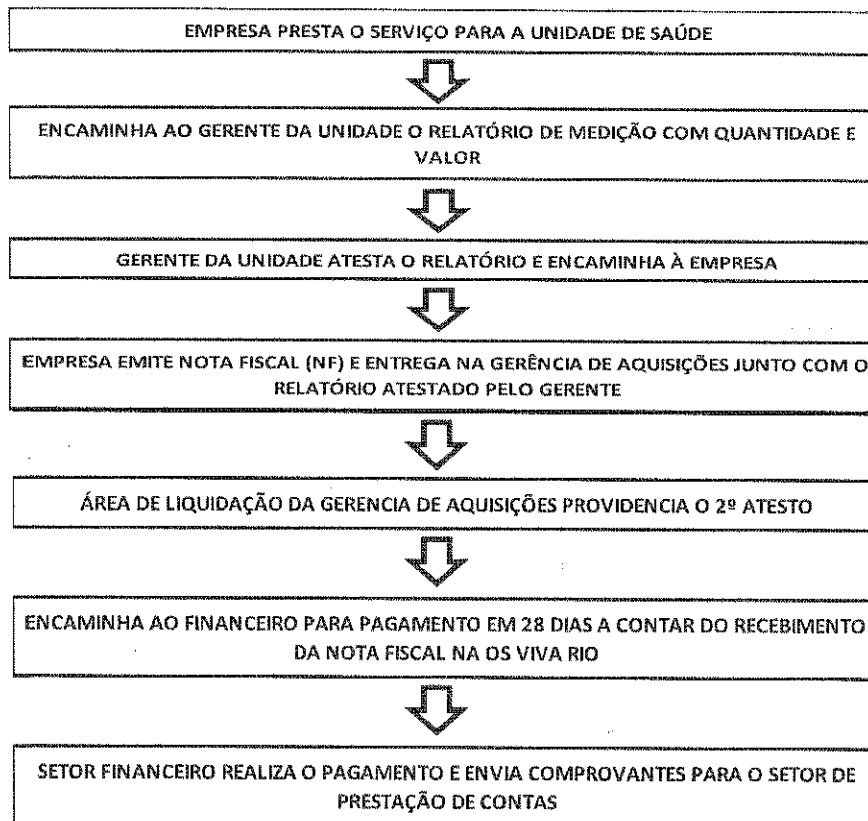 EMPRESA PRESTA O SERVIÇO PARA A UNIDADE DE SAÚDE
ENCAMINHA AO GERENTE DA UNIDADE O RELATÓRIO DE MEDIÇÃO COM QUANTIDADE E
VALOR
GERENTE DA UNIDADE ATESTA O RELATÓRIO E ENCAMINHA À EMPRESA
EMPRESA EMITE NOTA FISCAL (NF) E ENTREGA NA GERÊNCIA DE AQUISIÇÕES JUNTO COM O
RELATÓRIO ATESTADO PELO GERENTE
ÁREA DE LIQUIDAÇÃO DA GERENCIA DE AQUISIÇÕES PROVIDENCIA O 2º ATESTO
ENCAMINHA AO FINANCEIRO PARA PAGAMENTO EM 28 DIAS A CONTAR DO RECEBIMENTO
DA NOTA FISCAL NA OS VIVA RIO
SETOR FINANCEIRO REALIZA O PAGAMENTO E ENVIA COMPROVANTES PARA O SETOR DE
PRESTAÇÃO DE CONTAS